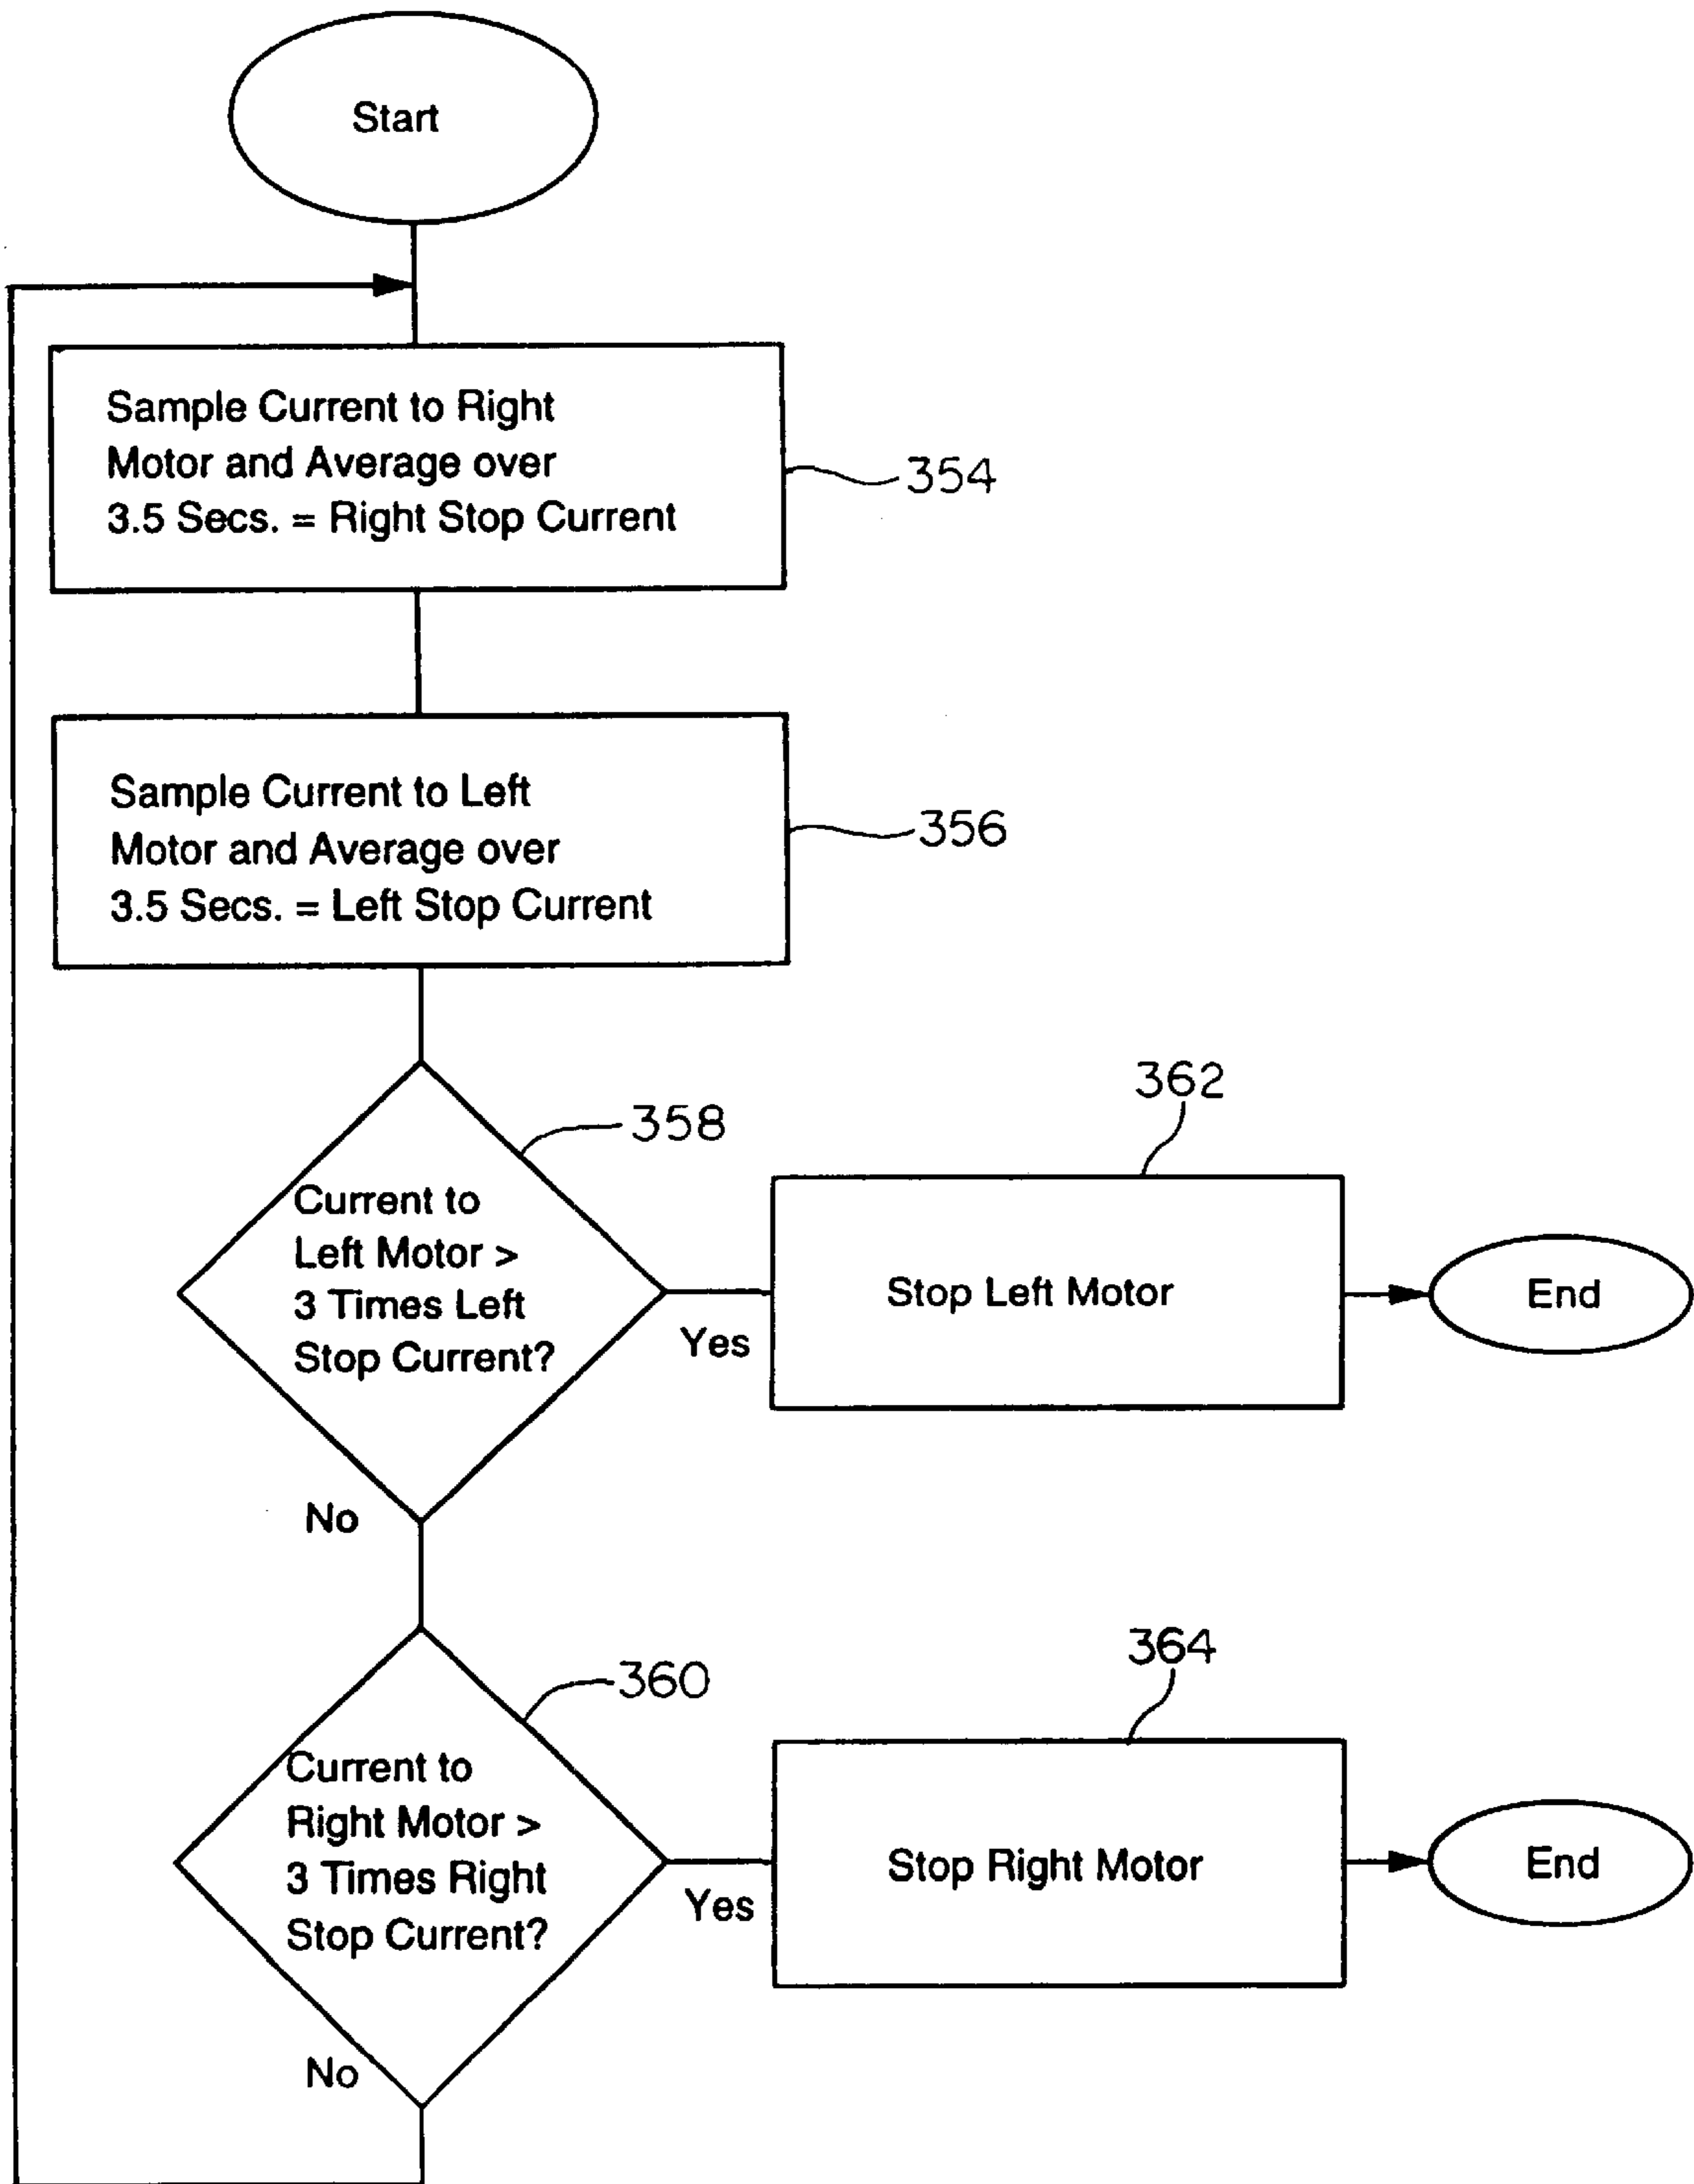 Start
Sample Current to Right
Motor and Average over
3.5 Secs. = Right Stop Current
354
Sample Current to Left
Motor and Average over
3.5 Secs. = Left Stop Current
356
358
Current to
Left Motor >
3 Times Left
Stop Current?
Yes
362
Stop Left Motor
End
No
360
Current to
Right Motor >
3 Times Right
Stop Current?
Yes
364
Stop Right Motor
End
No